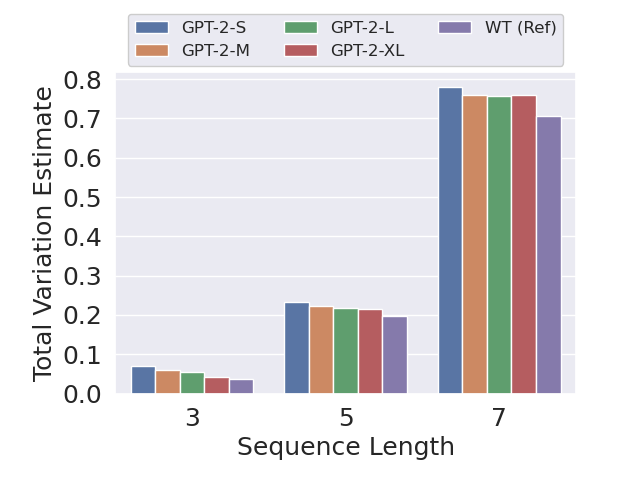 GPT-2-S GPT-2-L WT (Ref)
GPT-2-M GPT-2-XL
Total Variation Estimate
0.8
0.7
0.6
0.5
0.4
0.3
0.2
0.1
0.0
3 5 7
Sequence Length